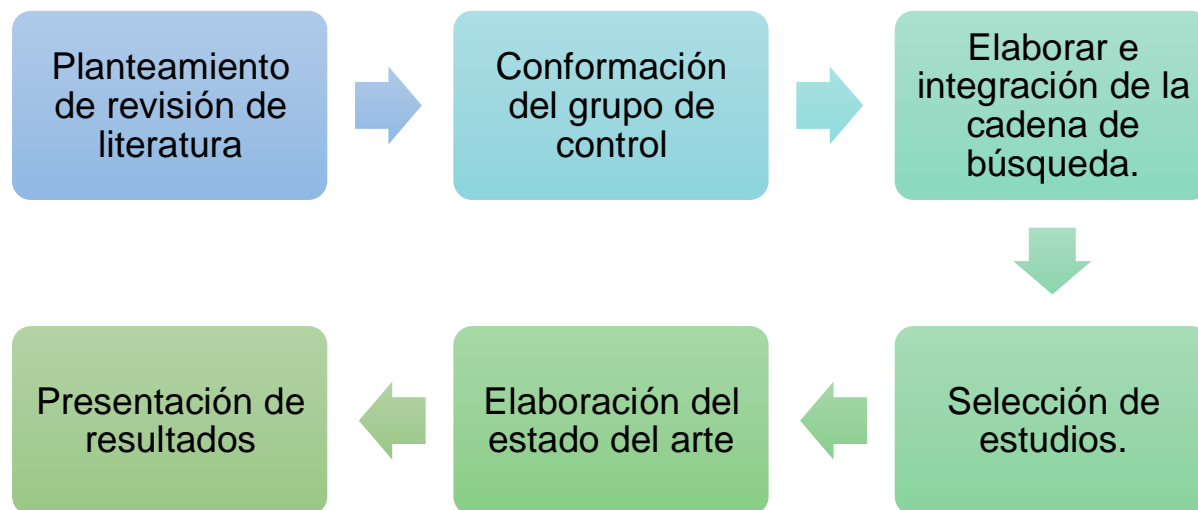 Planteamiento
de revisión de
literatura
Conformación
del grupo de
control
Elaborar e
integración de la
cadena de
búsqueda.
Selección de
estudios.
Elaboración del
estado del arte
Presentación de
resultados